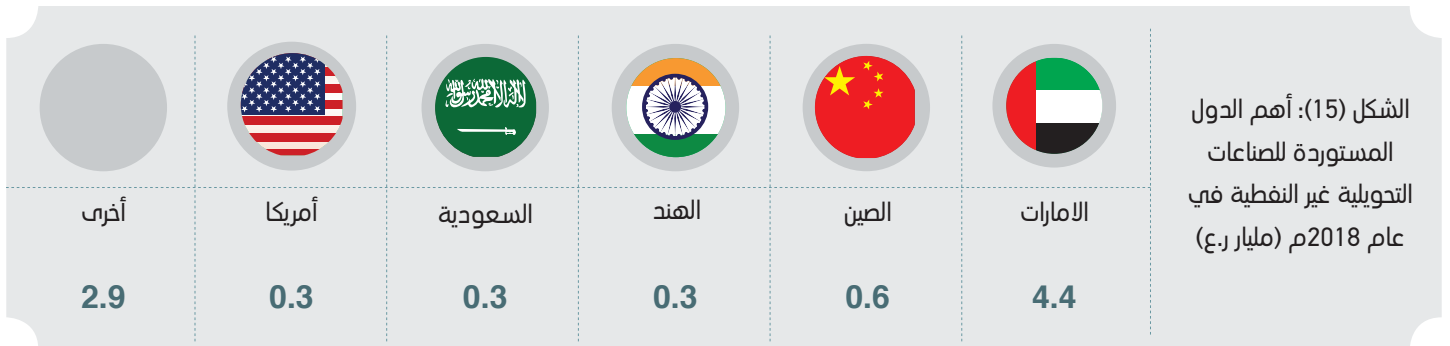 الشكل (15): أهم الدول
المستوردة للصناعات
التحويلية غير النفطية في
عام 2018م (مليار ر.ع)
الامارات
4.4
الصين
0.6
الهند
0.3
السعودية
0.3
أمريكا
0.3
أخرى
2.9